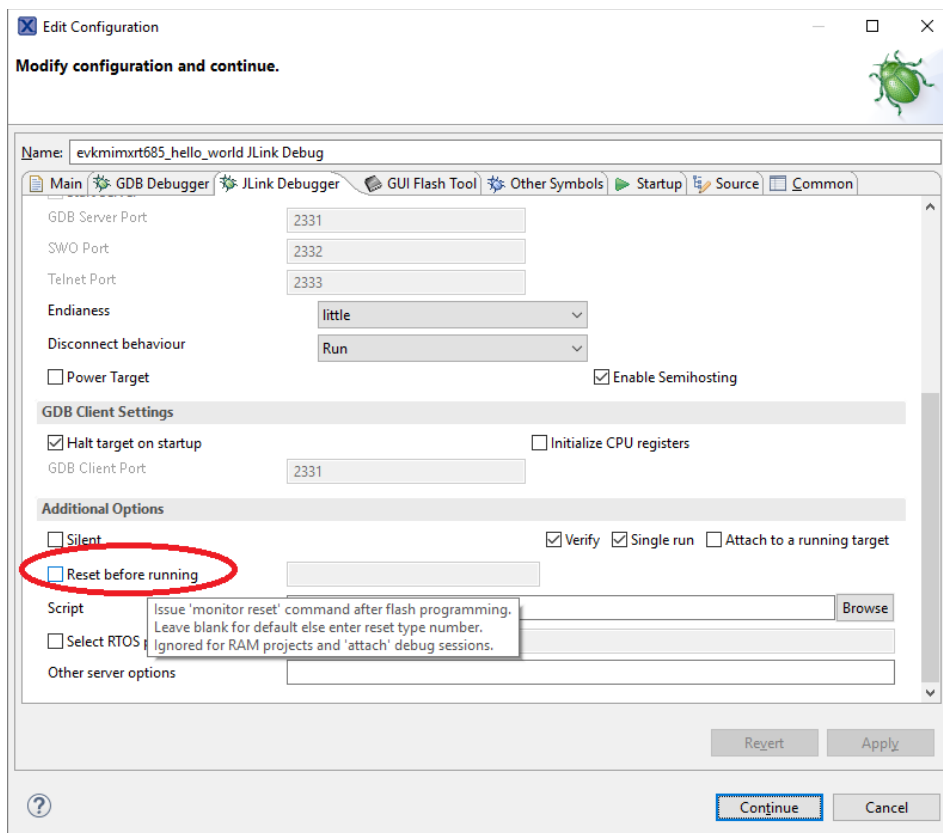 Edit Configuration
Modify configuration and continue.
Name: evkmimxrt685_hello_world JLink Debug
Main GDB Debugger JLink Debugger GUI Flash Tool Other Symbols Startup Source Common
GDB Server Port 2331
SWO Port 2332
Telnet Port 2333
Endianess little
Disconnect behaviour Run
Power Target Enable Semihosting
GDB Client Settings
Halt target on startup Initialize CPU registers
GDB Client Port 2331
Additional Options
Silent Verify Single run Attach to a running target
Reset before running
Script Browse
Issue 'monitor reset' command after flash programming.
Leave blank for default else enter reset type number.
Ignored for RAM projects and 'attach' debug sessions.
Select RTOS
Other server options
Revert Apply
Continue Cancel